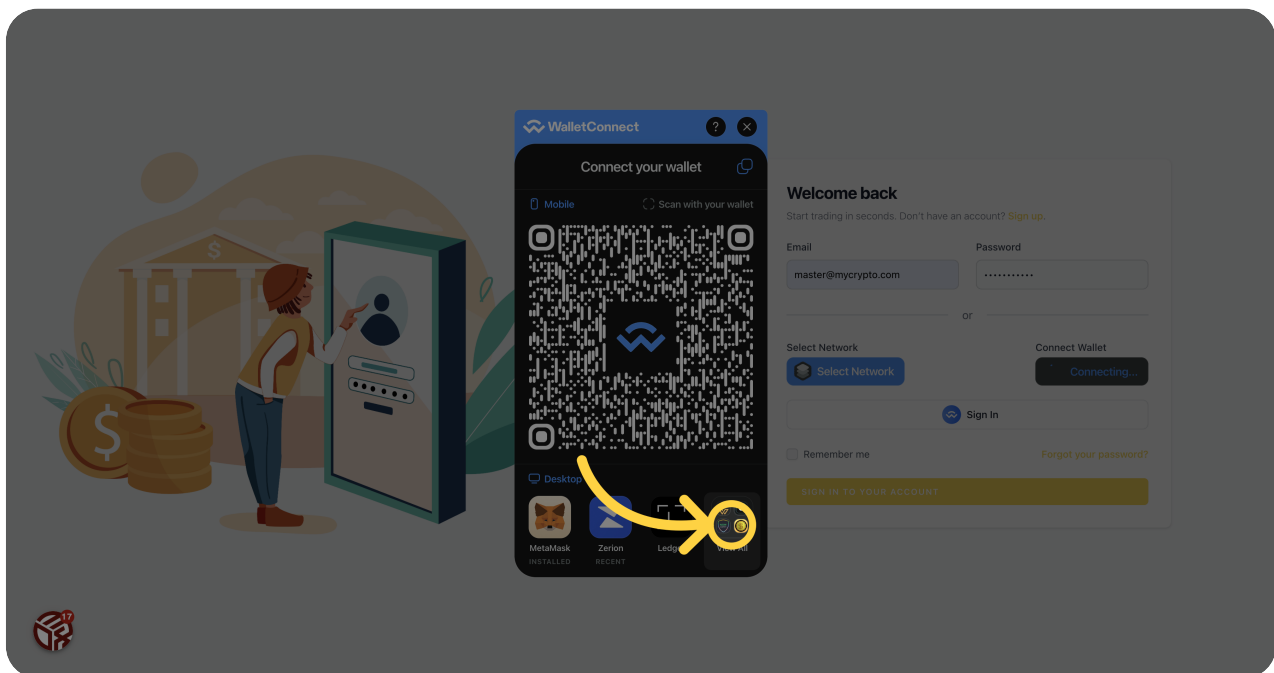 WalletConnect
?
Connect your wallet
Mobile
Scan with your wallet
Desktop
MetaMask
INSTALLED
Zerion
RECENT
Welcome back
Start trading in seconds. Don't have an account? Sign up.
Email
Password
master@mycrypto.com
or
Select Network
Connect Wallet
Select Network
Connecting...
Sign In
Remember me
Forgot your password?
SIGN IN TO YOUR ACCOUNT
$
$
17